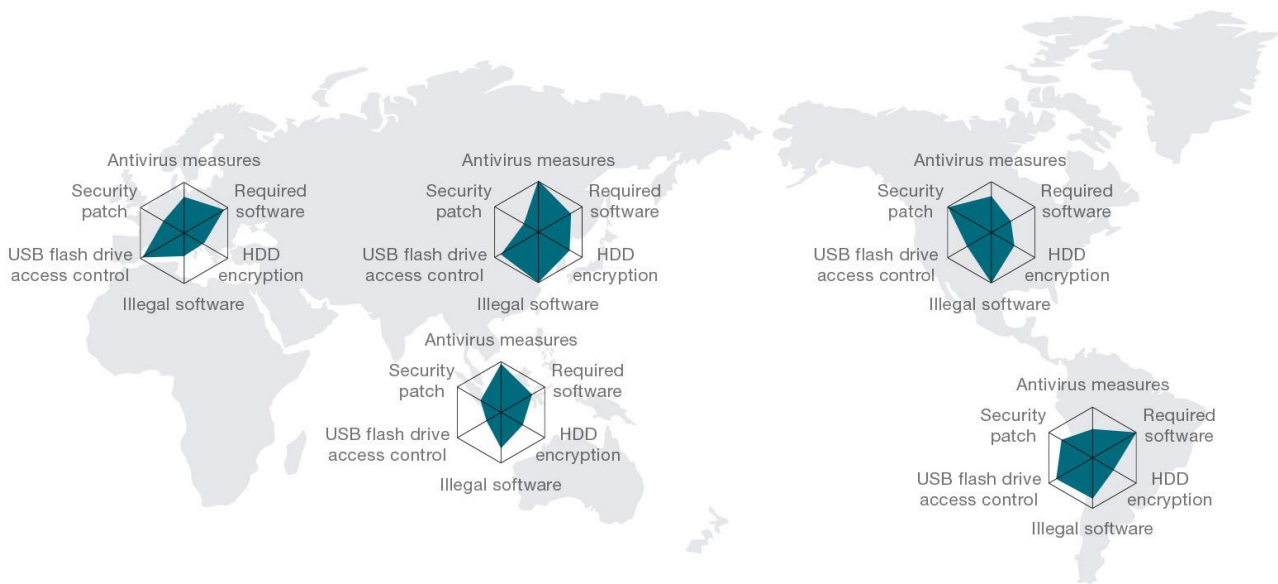 Antivirus measures
Security
patch
Required
software
USB flash drive
access control
HDD
encryption
Illegal software
Antivirus measures
Security
patch
Required
software
USB flash drive
access control
HDD
encryption
Illegal software
Antivirus measures
Security
patch
Required
software
USB flash drive
access control
HDD
encryption
Illegal software
Antivirus measures
Security
patch
Required
software
USB flash drive
access control
HDD
encryption
Illegal software
Antivirus measures
Security
patch
Required
software
USB flash drive
access control
HDD
encryption
Illegal software